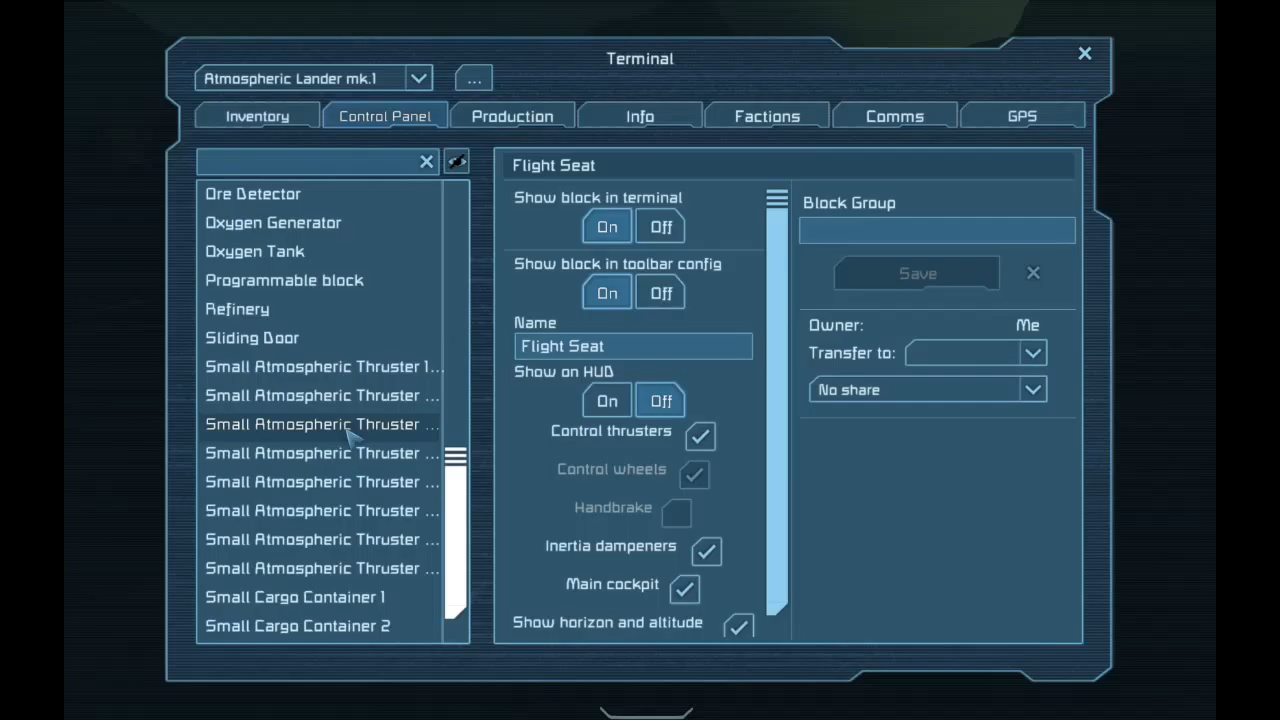 Terminal
Atmospheric Lander mk.1
...
Inventory
Control Panel
Production
Info
Factions
Comms
GPS
Ore Detector
Oxygen Generator
Oxygen Tank
Programmable block
Refinery
Sliding Door
Small Atmospheric Thruster 1...
Small Atmospheric Thruster ...
Small Atmospheric Thruster ...
Small Atmospheric Thruster ...
Small Atmospheric Thruster ...
Small Atmospheric Thruster ...
Small Atmospheric Thruster ...
Small Atmospheric Thruster ...
Small Cargo Container 1
Small Cargo Container 2
Flight Seat
Show block in terminal
On Off
Show block in toolbar config
On Off
Name
Flight Seat
Show on HUD
On Off
Control thrusters
Control wheels
Handbrake
Inertia dampeners
Main cockpit
Show horizon and altitude
Block Group
Save
Owner: Me
Transfer to:
No share